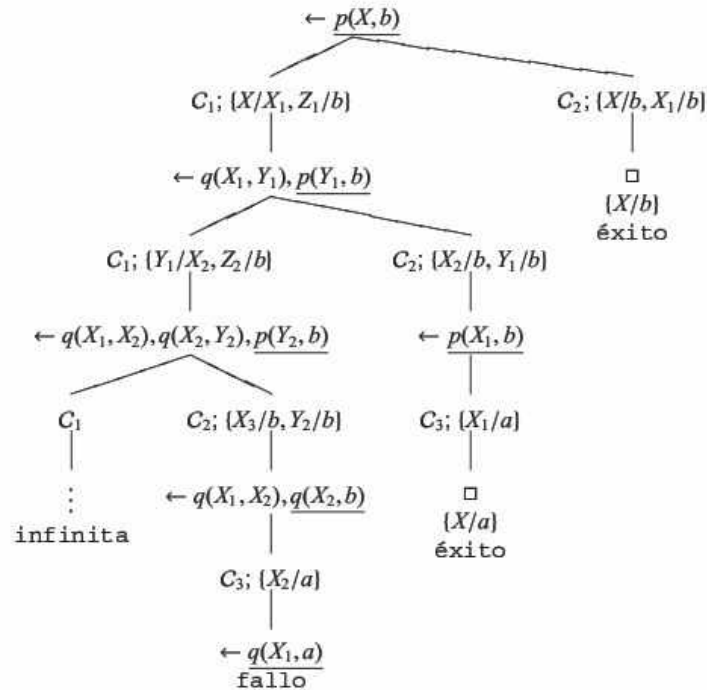 ← p(X, b)
C₁; {X/X₁, Z₁/b} C₂; {X/b, X₁/b}
← q(X₁, Y₁), p(Y₁, b) □
{X/b}
éxito
C₁; {Y₁/X₂, Z₂/b} C₂; {X₂/b, Y₁/b}
← q(X₁, X₂), q(X₂, Y₂), p(Y₂, b) ← p(X₁, b)
C₁ C₂; {X₃/b, Y₂/b} C₃; {X₁/a}
⋮ ← q(X₁, X₂), q(X₂, b) □
infinita {X/a}
éxito
C₃; {X₂/a}
← q(X₁, a)
fallo